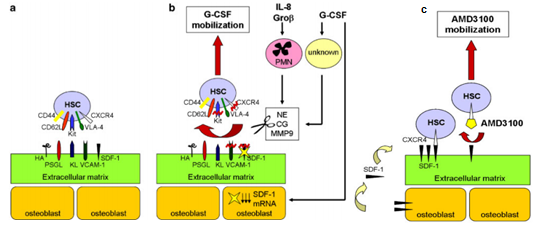 a
HSC
CD44
CXCR4
CD62L
VLA-4
Kit
HA
SDF-1
PSGL KL VCAM-1
Extracellular matrix
osteoblast osteoblast
b
G-CSF
mobilization
IL-8
Groβ
G-CSF
PMN
unknown
HSC
CD44
CXCR4
CD62L
VLA-4
Kit
NE
CG
MMP9
HA
SDF-1
PSGL KL VCAM-1
Extracellular matrix
osteoblast
SDF-1
mRNA
c
AMD3100
mobilization
HSC
HSC
AMD3100
CXCR4
SDF-1
SDF-1
Extracellular matrix
osteoblast osteoblast